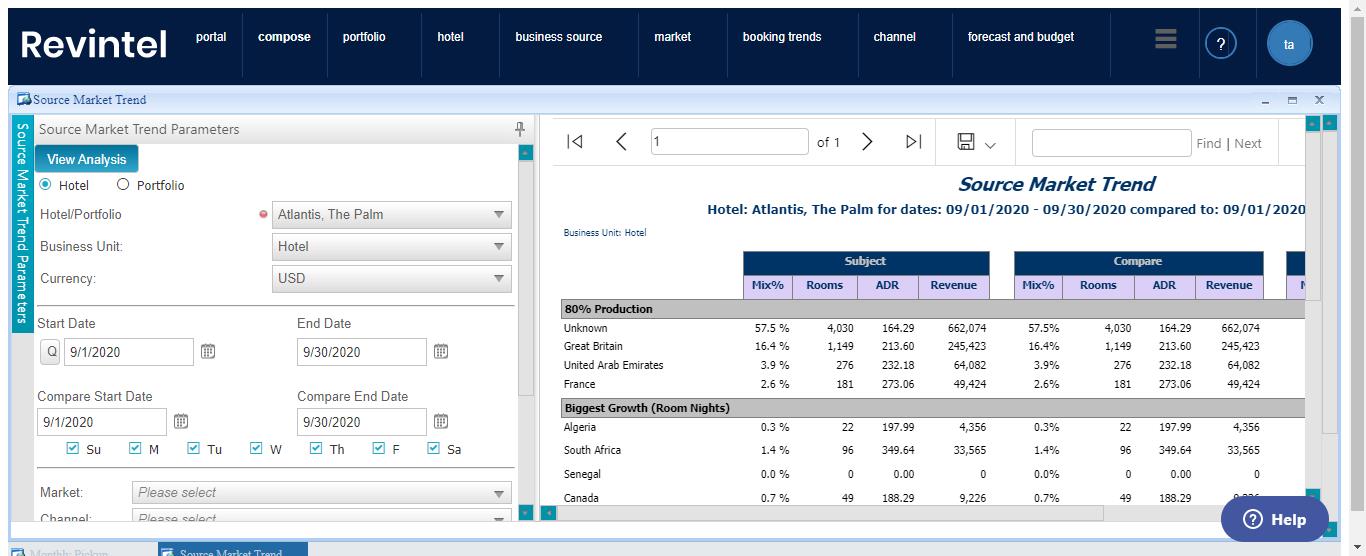 Revintel portal compose portfolio hotel business source market booking trends channel forecast and budget ? ta
Source Market Trend
Source Market Trend Parameters
Source Market Trend Parameters
View Analysis
Hotel Portfolio
Hotel/Portfolio Atlantis, The Palm
Business Unit: Hotel
Currency: USD
Start Date End Date
Q 9/1/2020 9/30/2020
Compare Start Date Compare End Date
9/1/2020 9/30/2020
Su M Tu W Th F Sa
Market: Please select
Channel: Please select
1 of 1 Find | Next
Source Market Trend
Hotel: Atlantis, The Palm for dates: 09/01/2020 - 09/30/2020 compared to: 09/01/2020
Business Unit: Hotel
Subject Compare
Mix% Rooms ADR Revenue Mix% Rooms ADR Revenue
80% Production
Unknown 57.5 % 4,030 164.29 662,074 57.5% 4,030 164.29 662,074
Great Britain 16.4 % 1,149 213.60 245,423 16.4% 1,149 213.60 245,423
United Arab Emirates 3.9 % 276 232.18 64,082 3.9% 276 232.18 64,082
France 2.6 % 181 273.06 49,424 2.6% 181 273.06 49,424
Biggest Growth (Room Nights)
Algeria 0.3 % 22 197.99 4,356 0.3% 22 197.99 4,356
South Africa 1.4 % 96 349.64 33,565 1.4% 96 349.64 33,565
Senegal 0.0 % 0 0.00 0 0.0% 0 0.00 0
Canada 0.7 % 49 188.29 9,226 0.7% 49 188.29
Help
Monthly Pickup Source Market Trend